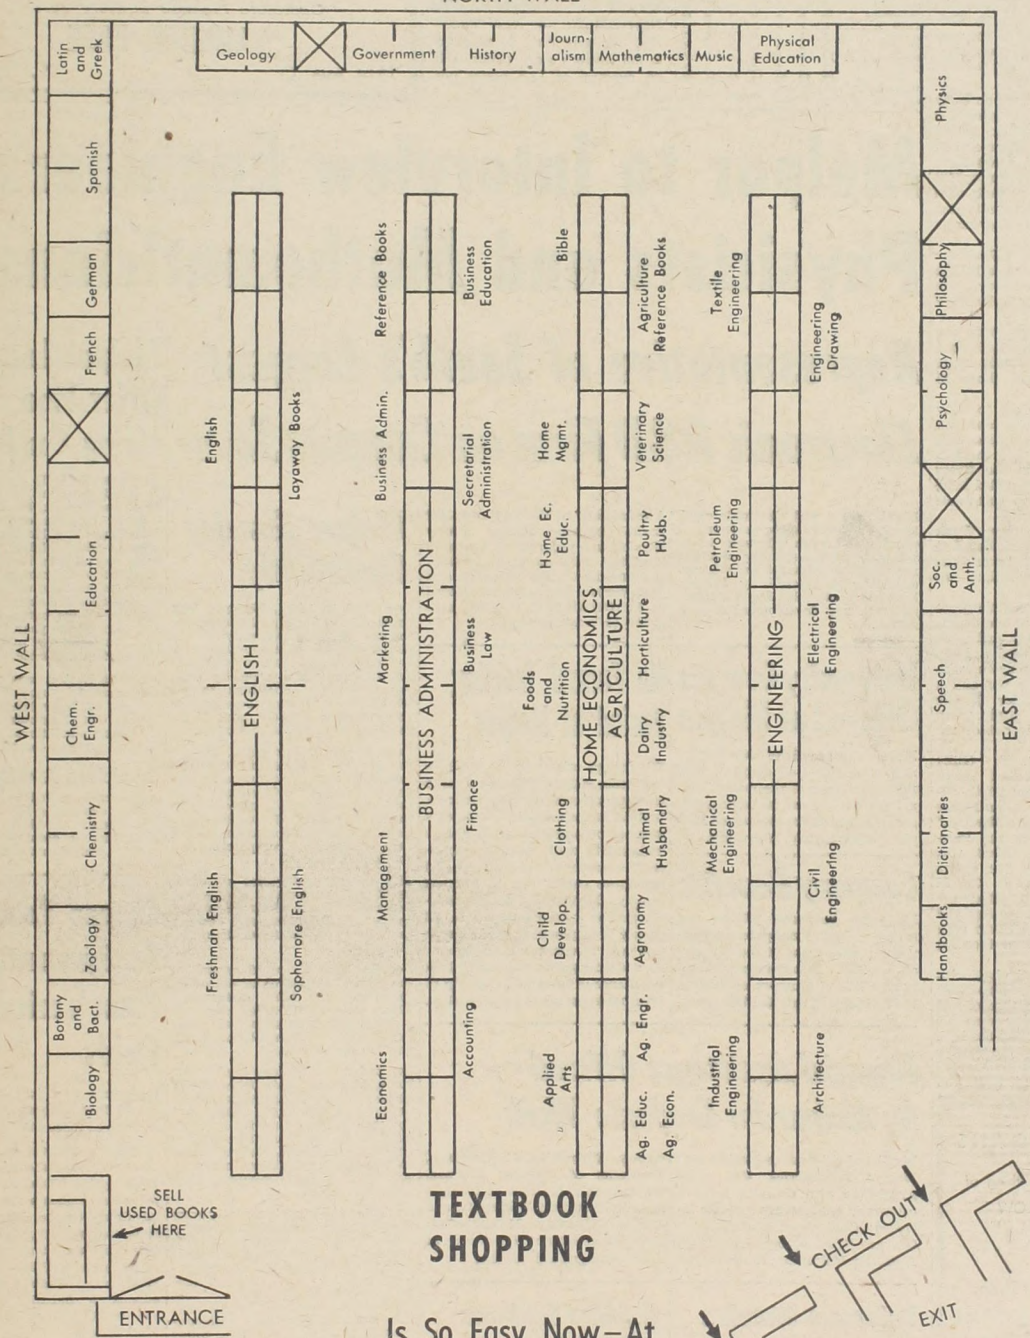 NORTH WALL
Latin
and
Greek
Spanish
German
French
Education
Chem.
Engr.
Chemistry
Zoology
Botany
and
Bact.
Biology
WEST WALL
Geology
Government
History
Journ-
alism
Mathematics
Music
Physical
Education
Physics
Philosophy
Psychology
Soc.
and
Anth.
Speech
Dictionaries
Handbooks
EAST WALL
English
Freshman English
ENGLISH
Layaway Books
Sophomore English
Reference Books
Business Admin.
Marketing
Management
Economics
BUSINESS ADMINISTRATION
Business
Education
Secretarial
Administration
Business
Law
Finance
Accounting
Bible
Home
Mgmt.
Home Ec.
Educ.
Foods
and
Nutrition
Clothing
Child
Develop.
Applied
Arts
HOME ECONOMICS
AGRICULTURE
Agriculture
Reference Books
Veterinary
Science
Poultry
Husb.
Horticulture
Dairy
Industry
Animal
Husbandry
Agronomy
Ag. Engr.
Ag. Educ.
Ag. Econ.
Textile
Engineering
Petroleum
Engineering
Mechanical
Engineering
Industrial
Engineering
ENGINEERING
Engineering
Drawing
Electrical
Engineering
Civil
Engineering
Architecture
SELL
USED BOOKS
HERE
ENTRANCE
TEXTBOOK
SHOPPING
Is So Easy Now–At
CHECK OUT
EXIT